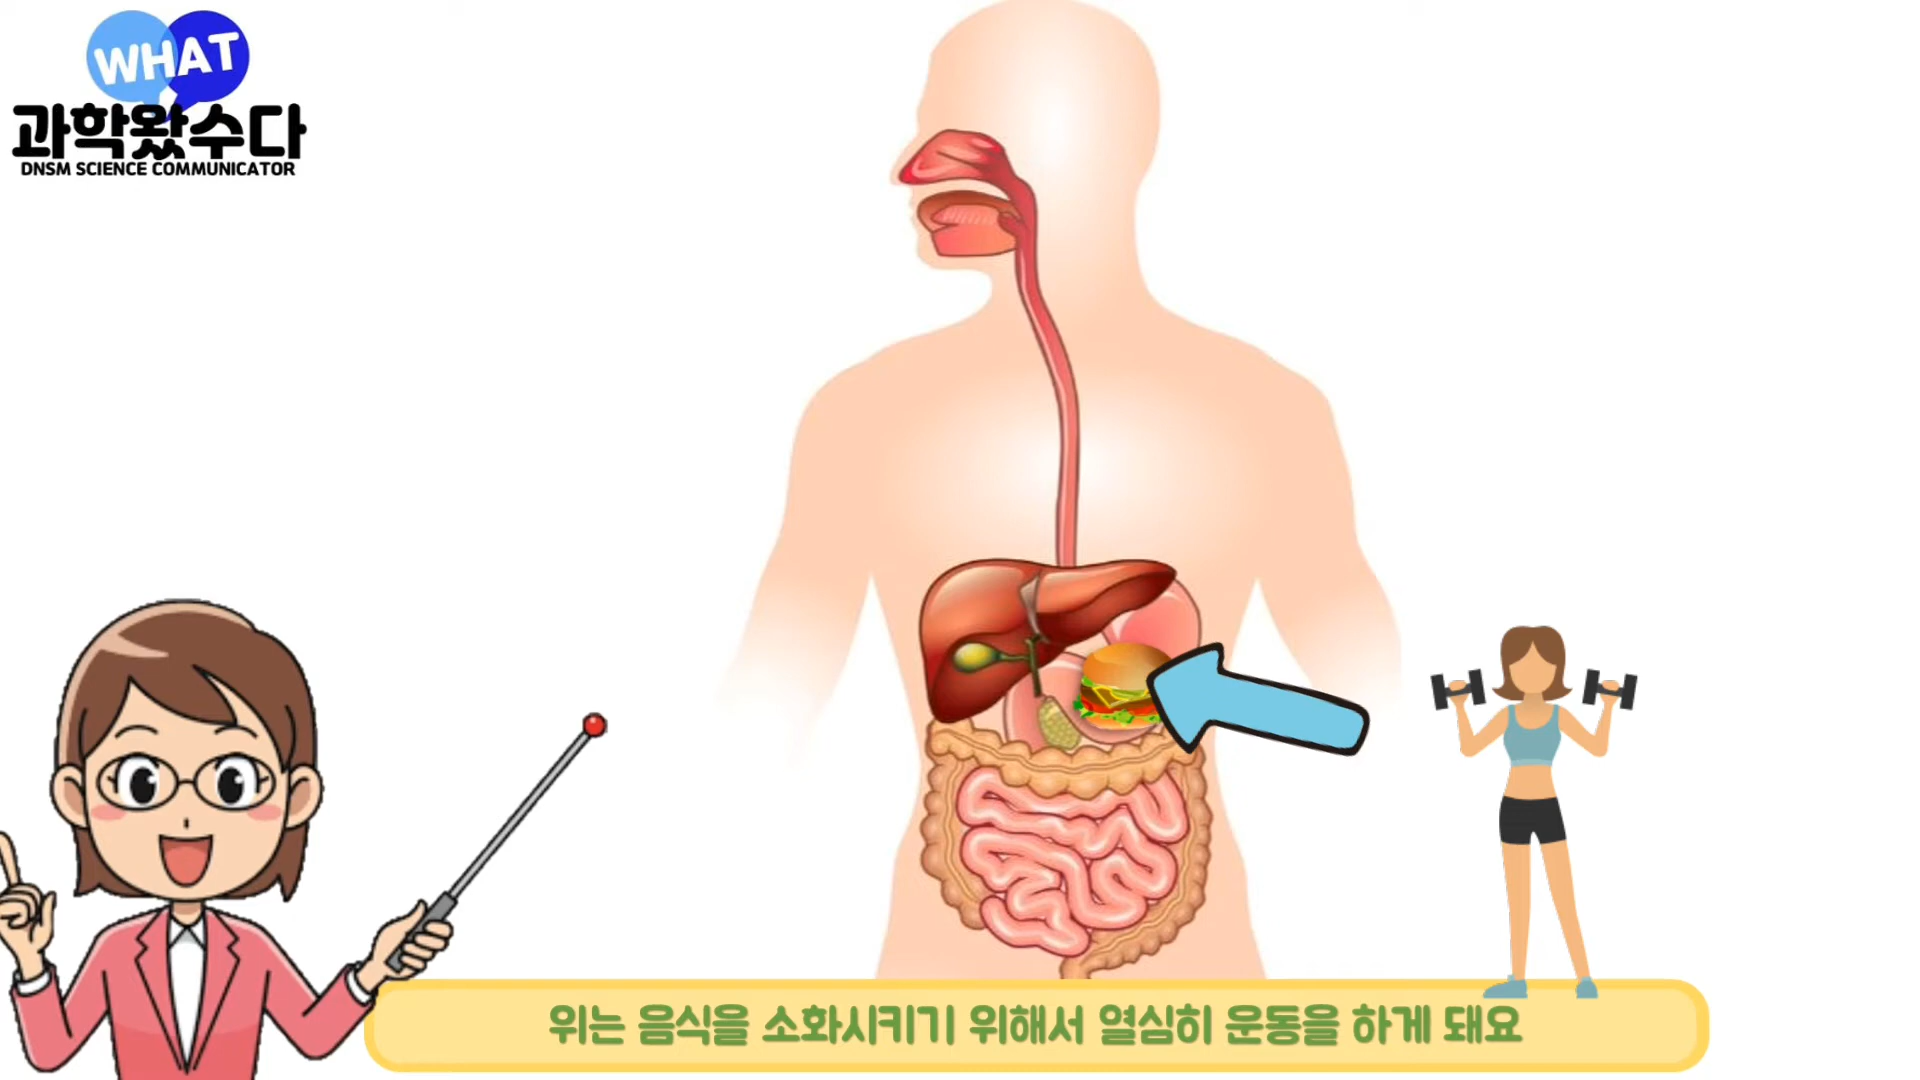 WHAT
과학왔수다
DNSM SCIENCE COMMUNICATOR
위는 음식을 소화시키기 위해서 열심히 운동을 하게 돼요